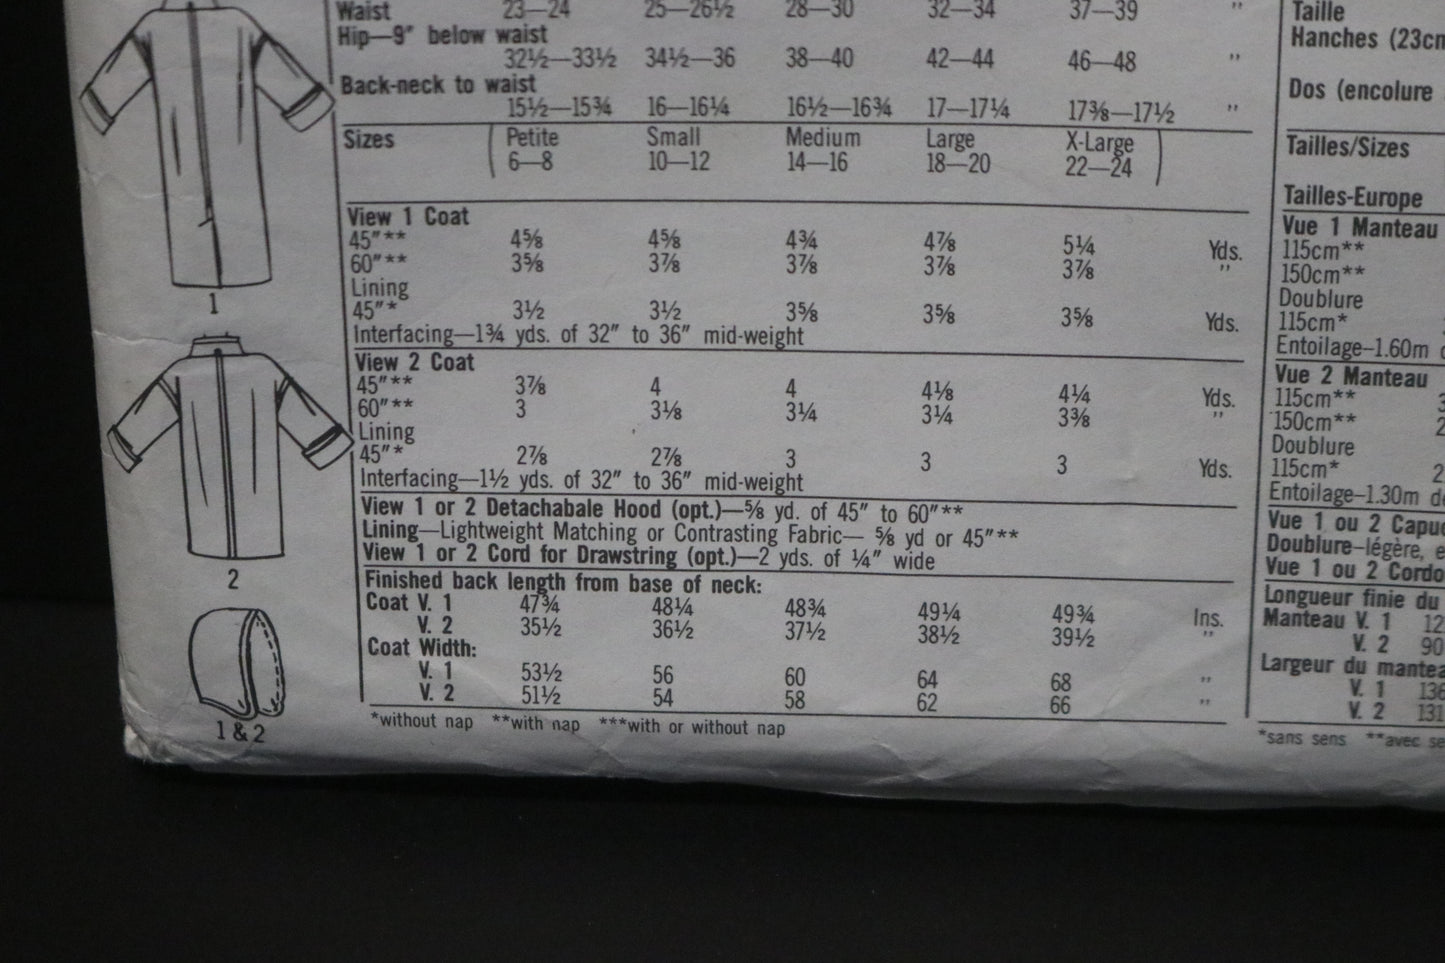 Waist 23—24 25—26½ 28—30 32—34 37—39 "
Hip—9" below waist
32½—33½ 34½—36 38—40 42—44 46—48 "
Back-neck to waist
15½—15¾ 16—16¼ 16½—16¾ 17—17¼ 17⅜—17½ "
Sizes Petite Small Medium Large X-Large
6—8 10—12 14—16 18—20 22—24
View 1 Coat
45"** 4⅝ 4⅝ 4¾ 4⅞ 5¼ Yds.
60"** 3⅝ 3⅞ 3⅞ 3⅞ 3⅞ "
Lining
45"* 3½ 3½ 3⅝ 3⅝ 3⅝ Yds.
Interfacing—1¾ yds. of 32" to 36" mid-weight
View 2 Coat
45"** 3⅞ 4 4 4⅛ 4¼ Yds.
60"** 3 3⅛ 3¼ 3¼ 3⅜ "
Lining
45"* 2⅞ 2⅞ 3 3 3 Yds.
Interfacing—1½ yds. of 32" to 36" mid-weight
View 1 or 2 Detachabale Hood (opt.)—⅝ yd. of 45" to 60"**
Lining—Lightweight Matching or Contrasting Fabric— ⅝ yd or 45"**
View 1 or 2 Cord for Drawstring (opt.)—2 yds. of ¼" wide
Finished back length from base of neck:
Coat V. 1 47¾ 48¼ 48¾ 49¼ 49¾ Ins.
V. 2 35½ 36½ 37½ 38½ 39½ "
Coat Width:
V. 1 53½ 56 60 64 68 "
V. 2 51½ 54 58 62 66 "
*without nap **with nap ***with or without nap
1
2
1 & 2
Taille
Hanches (23cm
Dos (encolure
Tailles/Sizes
Tailles-Europe
Vue 1 Manteau
115cm**
150cm**
Doublure
115cm*
Entoilage–1.60m
Vue 2 Manteau
115cm** 3
150cm** 2
Doublure
115cm* 2
Entoilage–1.30m d
Vue 1 ou 2 Capuc
Doublure–légère, e
Vue 1 ou 2 Cordo
Longueur finie du
Manteau V. 1 12
V. 2 90
Largeur du mantea
V. 1 136
V. 2 131
*sans sens **avec se